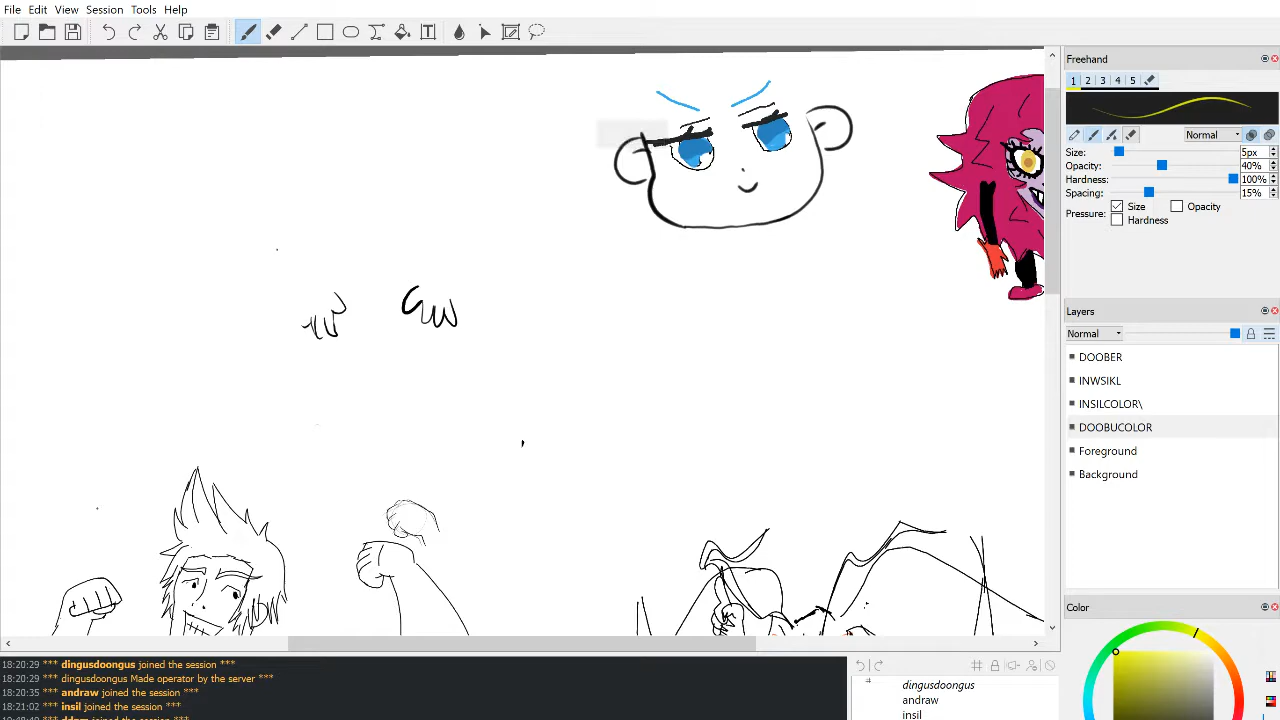 File Edit View Session Tools Help
Freehand
1 2 3 4 5
Normal
Size: 5px
Opacity: 40%
Hardness: 100%
Spacing: 15%
Pressure: Size Opacity
Hardness
Layers
Normal
DOOBER
INWSIKL
INSILCOLOR\
DOOBUCOLOR
Foreground
Background
Color
18:20:29 *** dingusdoongus joined the session ***
18:20:29 *** dingusdoongus Made operator by the server ***
18:20:35 *** andraw joined the session ***
18:21:02 *** insil joined the session ***
dingusdoongus
andraw
insil